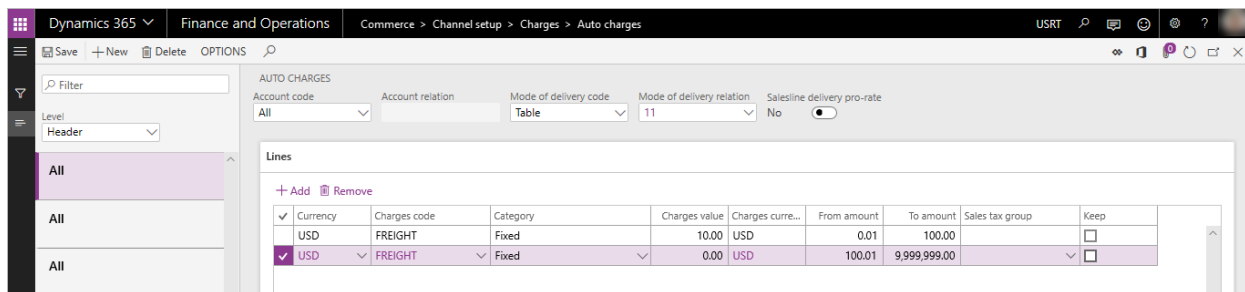 Dynamics 365
Finance and Operations
Commerce > Channel setup > Charges > Auto charges
USRT
?
Save
New
Delete
OPTIONS
0
Filter
Level
Header
All
All
All
AUTO CHARGES
Account code
Account relation
Mode of delivery code
Mode of delivery relation
Salesline delivery pro-rate
All
Table
11
No
Lines
Add
Remove
Currency Charges code Category Charges value Charges curre... From amount To amount Sales tax group Keep
USD FREIGHT Fixed 10.00 USD 0.01 100.00
USD FREIGHT Fixed 0.00 USD 100.01 9,999,999.00